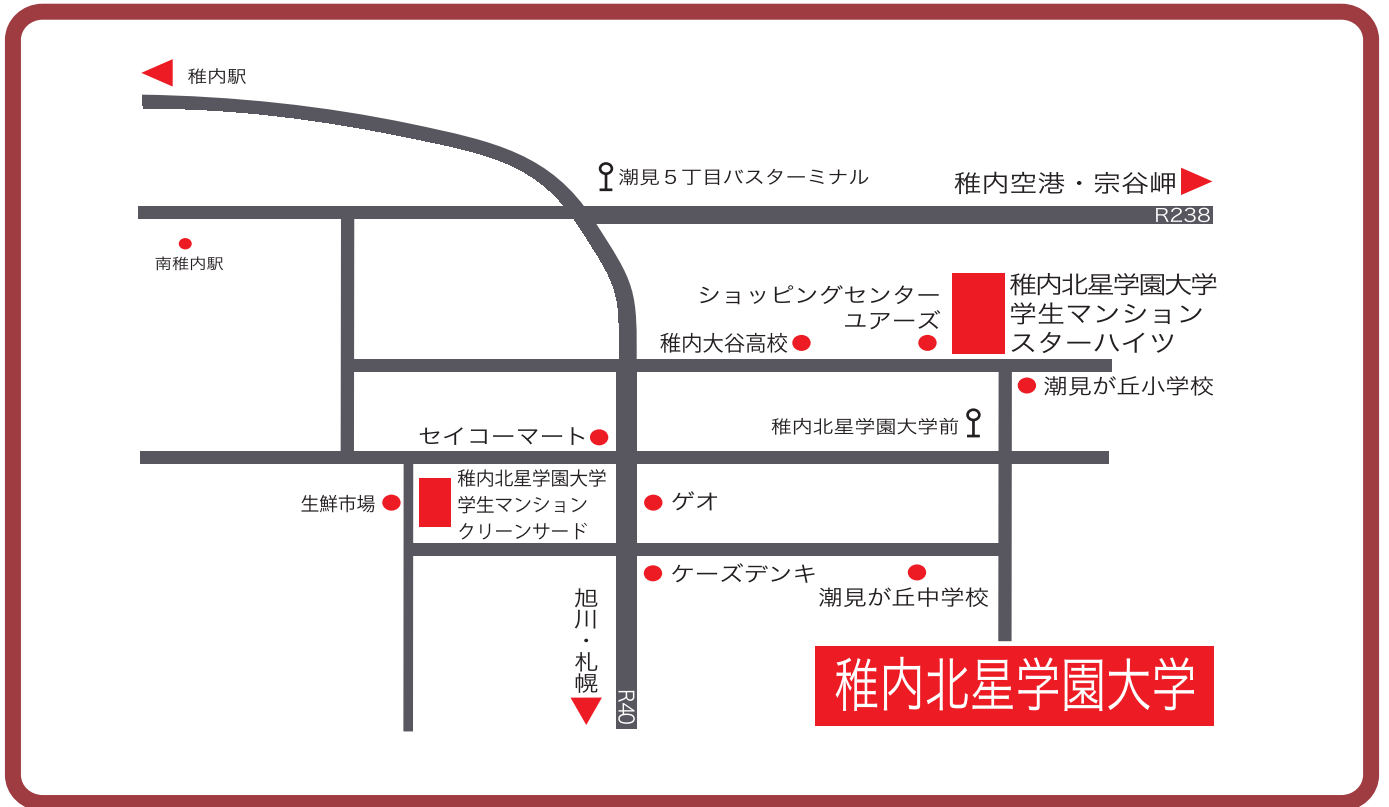 稚内駅
潮見５丁目バスターミナル
稚内空港・宗谷岬
R238
南稚内駅
ショッピングセンター
ユアーズ
稚内北星学園大学
学生マンション
スターハイツ
稚内大谷高校
潮見が丘小学校
稚内北星学園大学前
セイコーマート
稚内北星学園大学
学生マンション
クリーンサード
生鮮市場
ゲオ
ケーズデンキ
潮見が丘中学校
旭川・札幌
R40
稚内北星学園大学